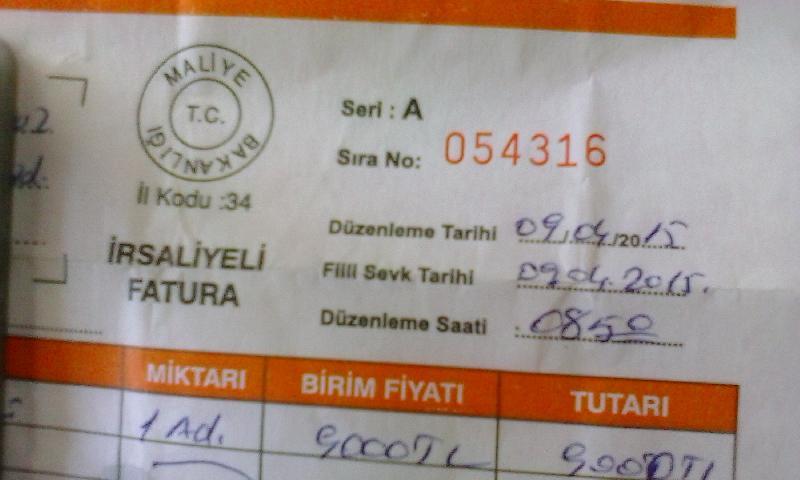 MALİYE BAKANLIĞI
T.C.
İl Kodu :34
İRSALİYELİ
FATURA
Seri : A
Sıra No: 054316
Düzenleme Tarihi 09/04/2015
Fiili Sevk Tarihi 09.04.2015.
Düzenleme Saati : 0850
MİKTARI BİRİM FİYATI TUTARI
1 Ad. 9000TL 9000TL